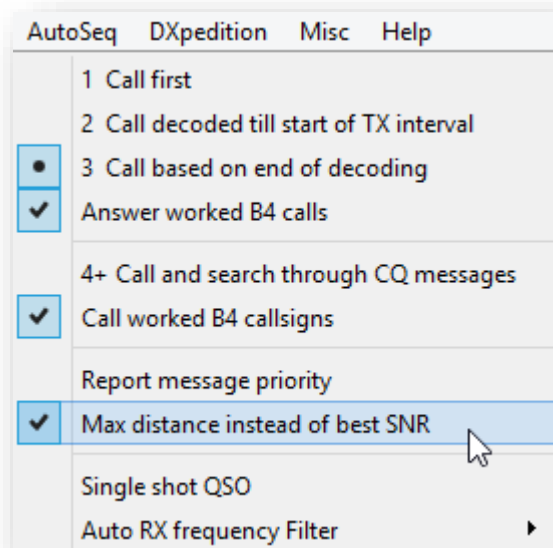 AutoSeq DXpedition Misc Help
1 Call first
2 Call decoded till start of TX interval
3 Call based on end of decoding
Answer worked B4 calls
4+ Call and search through CQ messages
Call worked B4 callsigns
Report message priority
Max distance instead of best SNR
Single shot QSO
Auto RX frequency Filter